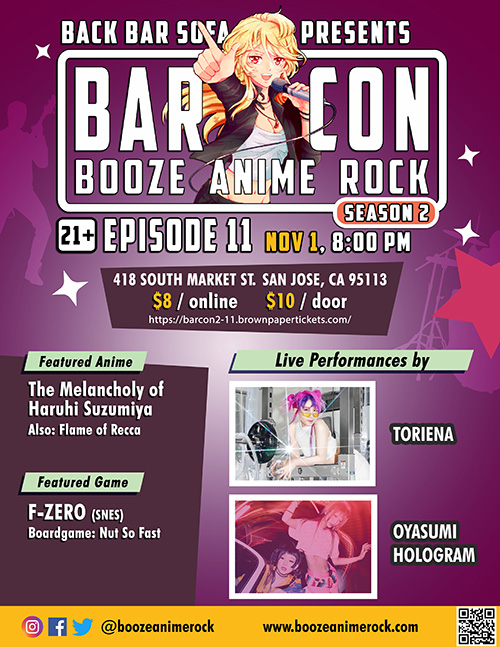 BACK BAR SOFA PRESENTS
BAR CON
BOOZE ANIME ROCK
SEASON 2
21+ EPISODE 11 NOV 1, 8:00 PM
418 SOUTH MARKET ST. SAN JOSE, CA 95113
$8 / online $10 / door
https://barcon2-11.brownpapertickets.com/
Featured Anime
The Melancholy of
Haruhi Suzumiya
Also: Flame of Recca
Featured Game
F-ZERO (SNES)
Boardgame: Nut So Fast
Live Performances by
TORIENA
OYASUMI
HOLOGRAM
@boozeanimerock
www.boozeanimerock.com